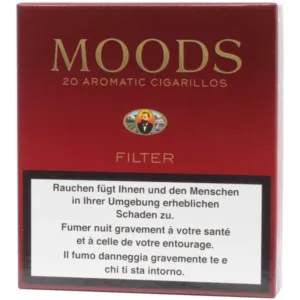 MOODS
20 AROMATIC CIGARILLOS
FILTER
Rauchen fügt Ihnen und den Menschen
in Ihrer Umgebung erheblichen
Schaden zu.
Fumer nuit gravement à votre santé
et à celle de votre entourage.
Il fumo danneggia gravemente te e
chi ti sta intorno.